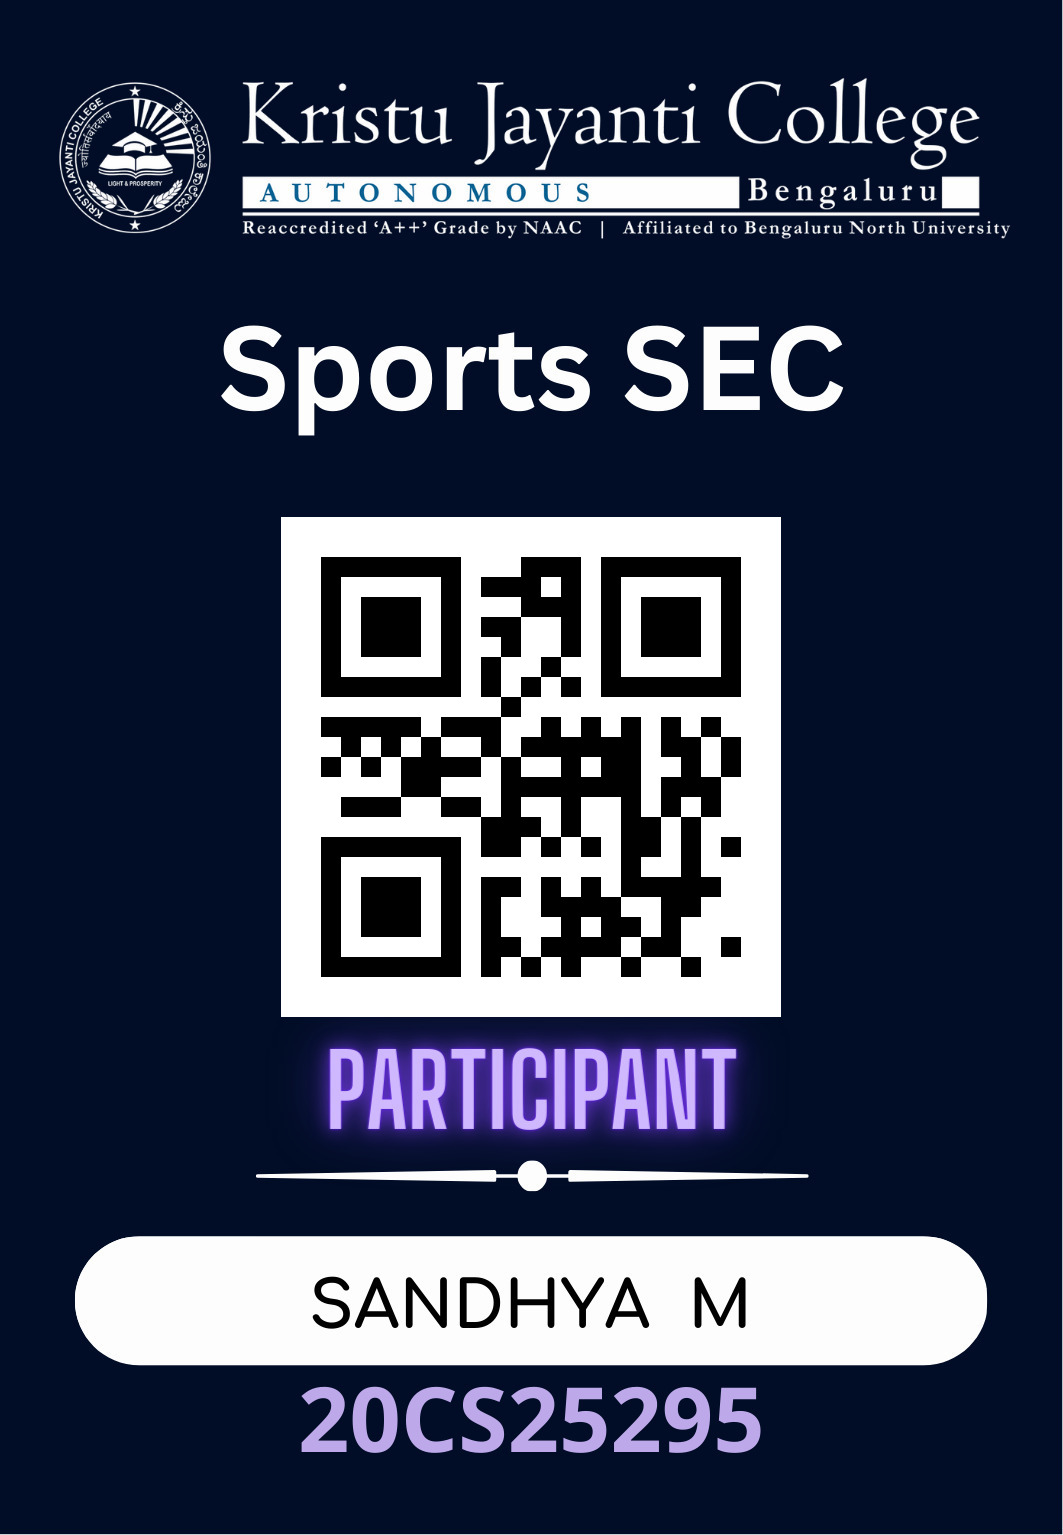 KRISTU JAYANTI COLLEGE
LIGHT & PROSPERITY
Kristu Jayanti College
AUTONOMOUS Bengaluru
Reaccredited ‘A++’ Grade by NAAC | Affiliated to Bengaluru North University
Sports SEC
PARTICIPANT
SANDHYA M
20CS25295